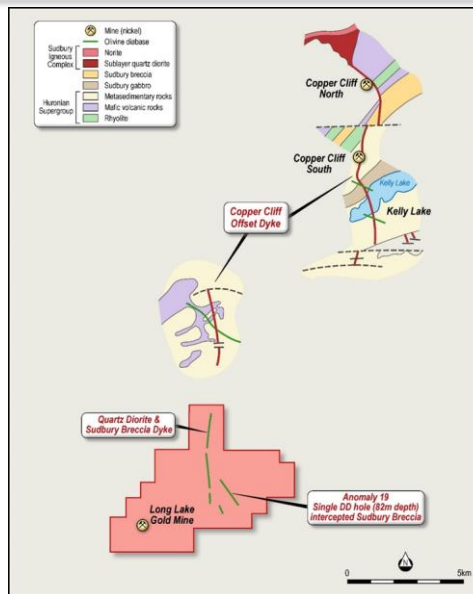 Mine (nickel)
Olivine diabase
Sudbury
Igneous
Complex
Norite
Sublayer quartz diorite
Sudbury breccia
Sudbury gabbro
Huronian
Supergroup
Metasedimentary rocks
Mafic volcanic rocks
Rhyolite
Copper Cliff
North
Copper Cliff
South
Kelly Lake
Kelly Lake
Copper Cliff
Offset Dyke
Quartz Diorite &
Sudbury Breccia Dyke
Long Lake
Gold Mine
Anomaly 19
Single DD hole (82m depth)
intercepted Sudbury Breccia
N
0 5km